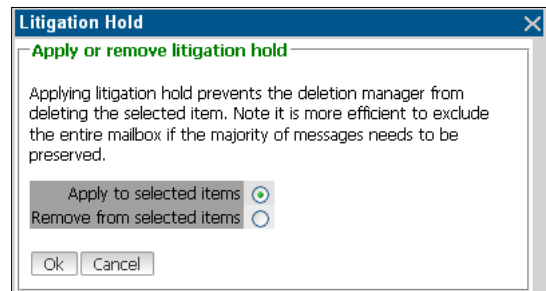 Litigation Hold
Apply or remove litigation hold
Applying litigation hold prevents the deletion manager from
deleting the selected item. Note it is more efficient to exclude
the entire mailbox if the majority of messages needs to be
preserved.
Apply to selected items
Remove from selected items
Ok Cancel